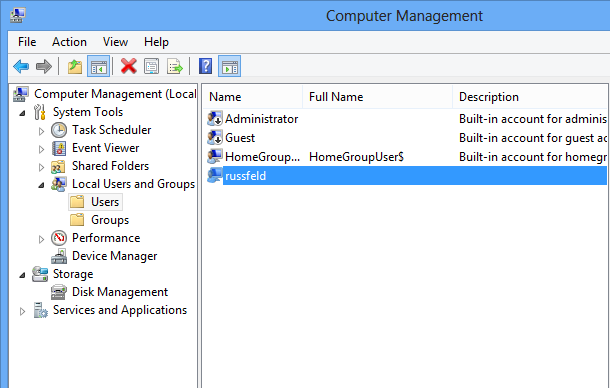 Computer Management
File Action View Help
Computer Management (Local
System Tools
Task Scheduler
Event Viewer
Shared Folders
Local Users and Groups
Users
Groups
Performance
Device Manager
Storage
Disk Management
Services and Applications
Name Full Name Description
Administrator Built-in account for adminis
Guest Built-in account for guest ac
HomeGroup... HomeGroupUser$ Built-in account for homegr
russfeld